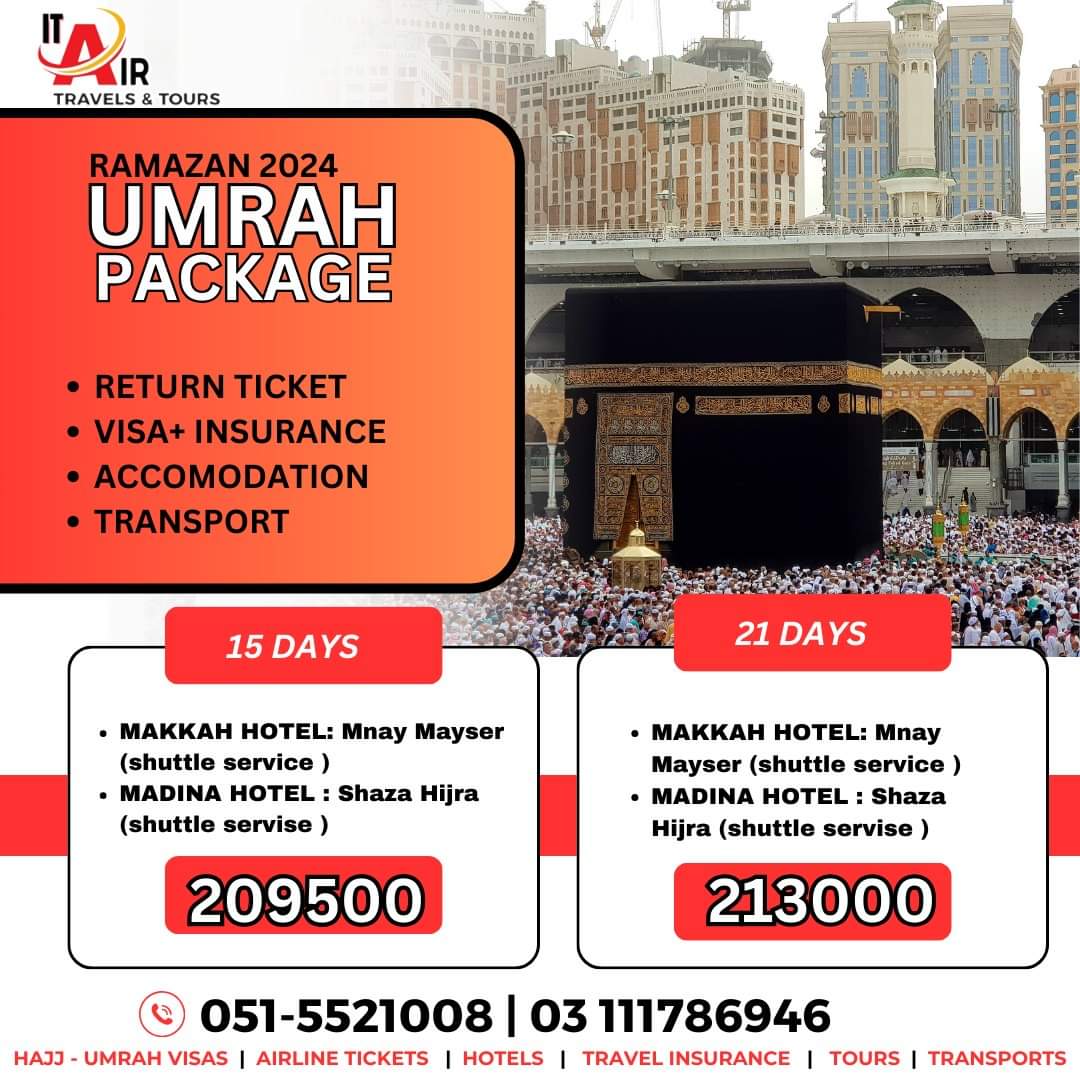 IT
AIR
TRAVELS & TOURS
RAMAZAN 2024
UMRAH
PACKAGE
• RETURN TICKET
• VISA+ INSURANCE
• ACCOMODATION
• TRANSPORT
15 DAYS
• MAKKAH HOTEL: Mnay Mayser
(shuttle service )
• MADINA HOTEL : Shaza Hijra
(shuttle servise )
209500
21 DAYS
• MAKKAH HOTEL: Mnay
Mayser (shuttle service )
• MADINA HOTEL : Shaza
Hijra (shuttle servise )
213000
051-5521008 | 03 111786946
HAJJ - UMRAH VISAS | AIRLINE TICKETS | HOTELS | TRAVEL INSURANCE | TOURS | TRANSPORTS